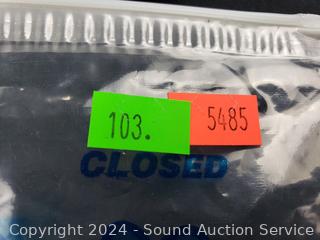 103. 5485
CLOSED
Copyright 2024 - Sound Auction Service